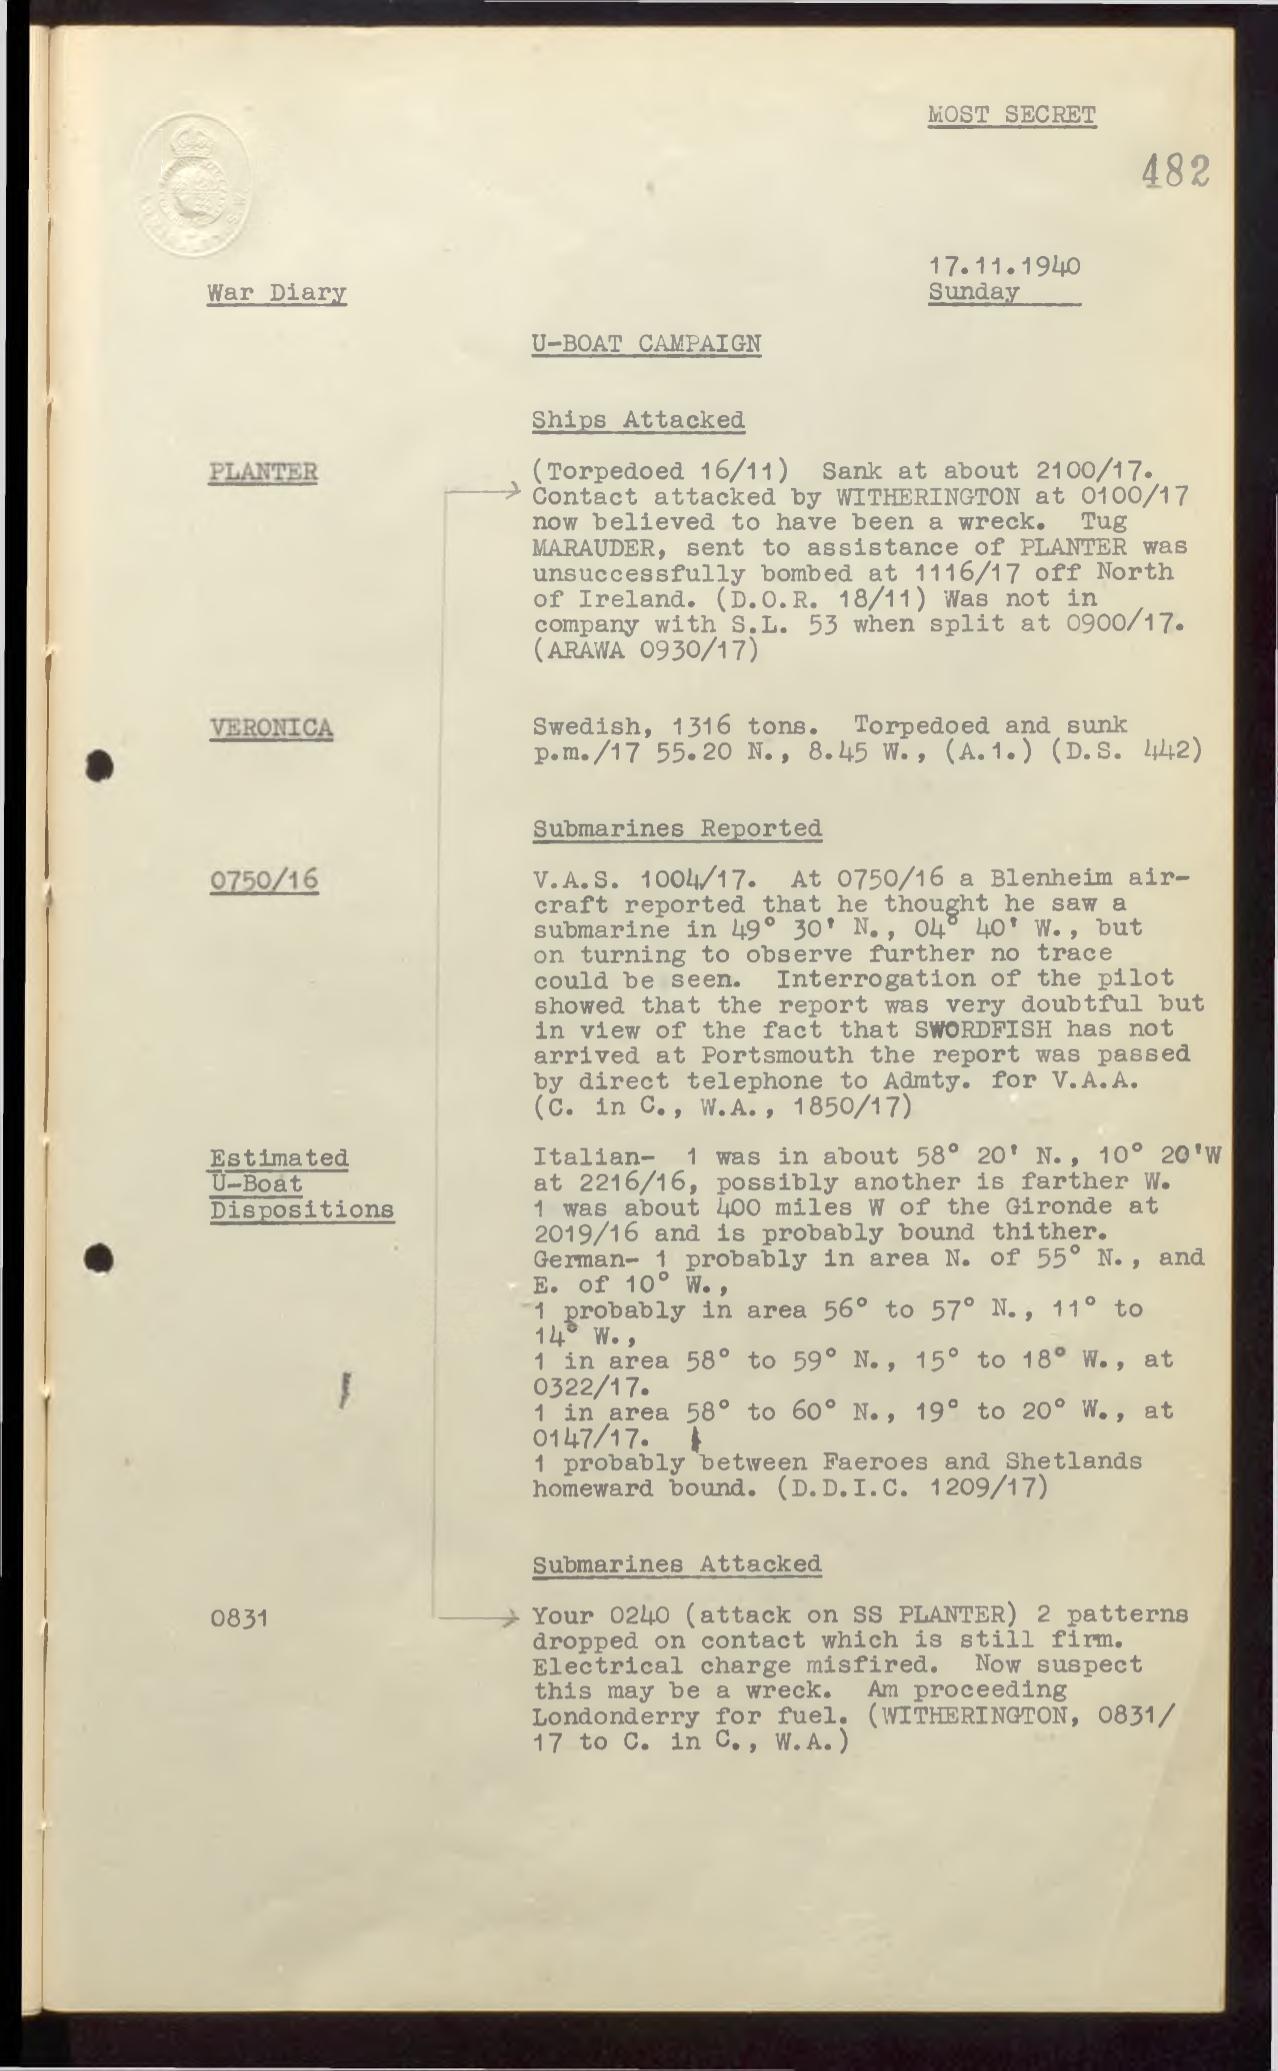 MOST SECRET
482
17.11.1940
War Diary
Sunday
U-BOAT CAMPAIGN
Ships Attacked
PLANTER
(Torpedoed 16/11) Sank at about 2100/17.
Contact attacked by WITHERINGTON at 0100/17
now believed to have been a wreck. Tug
MARAUDER, sent to assistance of PLANTER was
unsuccessfully bombed at 1116/17 off North
of Ireland. (D.O.R. 18/11) Was not in
company with S.L. 53 when split at 0900/17.
(ARAWA 0930/17)
VERONICA
Swedish, 1316 tons. Torpedoed and sunk
p.m./17 55.20 N., 8.45 W., (A.1.) (D.S. 442)
Submarines Reported
0750/16
V.A.S. 1004/17. At 0750/16 a Blenheim air-
craft reported that he thought he saw a
submarine in 49° 30' N., 04° 40' W., but
on turning to observe further no trace
could be seen. Interrogation of the pilot
showed that the report was very doubtful but
in view of the fact that SWORDFISH has not
arrived at Portsmouth the report was passed
by direct telephone to Admty. for V.A.A.
(C. in C., W.A., 1850/17)
Estimated
U-Boat
Dispositions
Italian- 1 was in about 58° 20' N., 10° 20'W
at 2216/16, possibly another is farther W.
1 was about 400 miles W of the Gironde at
2019/16 and is probably bound thither.
German- 1 probably in area N. of 55° N., and
E. of 10° W.,
1 probably in area 56° to 57° N., 11° to
14° W.,
1 in area 58° to 59° N., 15° to 18° W., at
0322/17.
1 in area 58° to 60° N., 19° to 20° W., at
0147/17.
1 probably between Faeroes and Shetlands
homeward bound. (D.D.I.C. 1209/17)
Submarines Attacked
0831
Your 0240 (attack on SS PLANTER) 2 patterns
dropped on contact which is still firm.
Electrical charge misfired. Now suspect
this may be a wreck. Am proceeding
Londonderry for fuel. (WITHERINGTON, 0831/
17 to C. in C., W.A.)